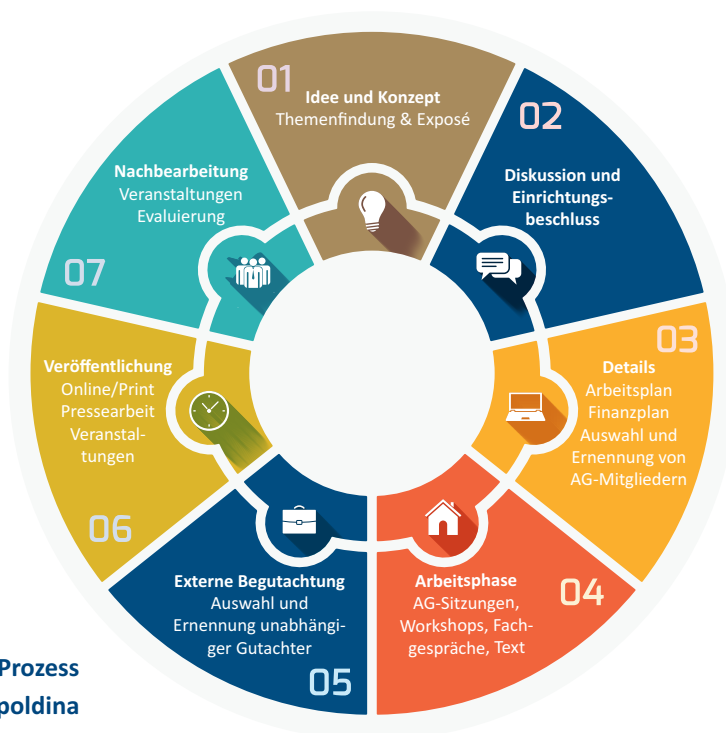 01
Idee und Konzept
Themenfindung & Exposé
02
Diskussion und
Einrichtungs-
beschluss
03
Details
Arbeitsplan
Finanzplan
Auswahl und
Ernennung von
AG-Mitgliedern
04
Arbeitsphase
AG-Sitzungen,
Workshops, Fach-
gespräche, Text
05
Externe Begutachtung
Auswahl und
Ernennung unabhängi-
ger Gutachter
06
Veröffentlichung
Online/Print
Pressearbeit
Veranstal-
tungen
07
Nachbearbeitung
Veranstaltungen
Evaluierung
Prozess
poldina